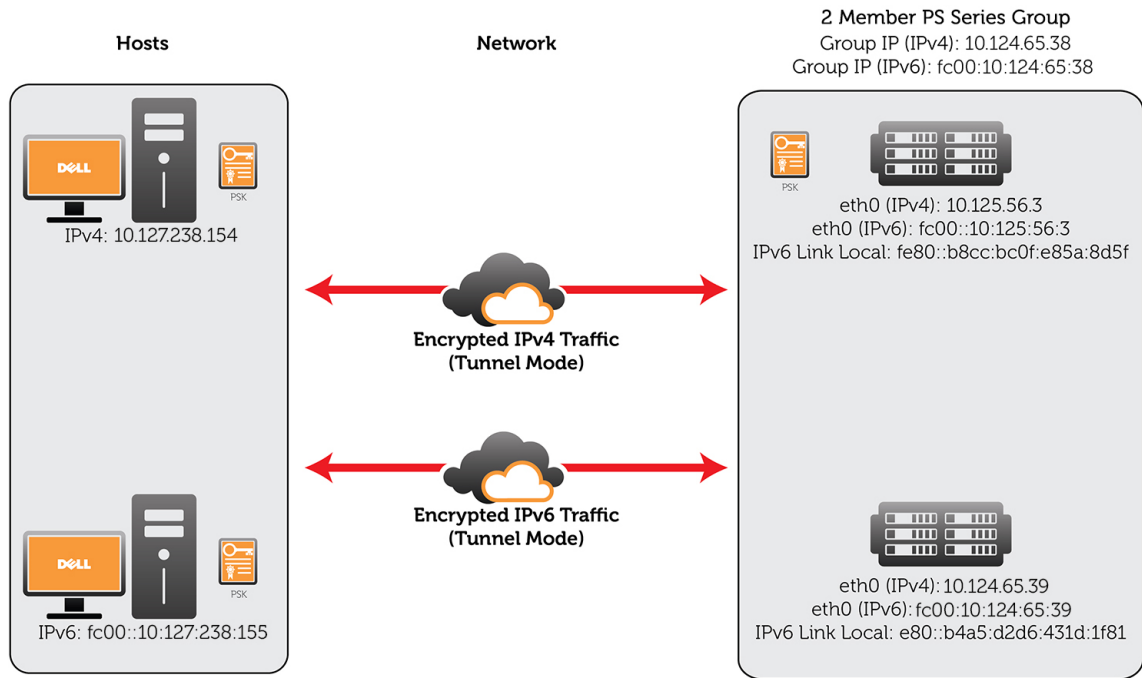 Hosts
Network
2 Member PS Series Group
Group IP (IPv4): 10.124.65.38
Group IP (IPv6): fc00:10:124:65:38
DELL
PSK
IPv4: 10.127.238.154
PSK
eth0 (IPv4): 10.125.56.3
eth0 (IPv6): fc00::10:125:56:3
IPv6 Link Local: fe80::b8cc:bc0f:e85a:8d5f
Encrypted IPv4 Traffic
(Tunnel Mode)
Encrypted IPv6 Traffic
(Tunnel Mode)
DELL
PSK
IPv6: fc00::10:127:238:155
eth0 (IPv4): 10.124.65.39
eth0 (IPv6): fc00:10:124:65:39
IPv6 Link Local: e80::b4a5:d2d6:431d:1f81